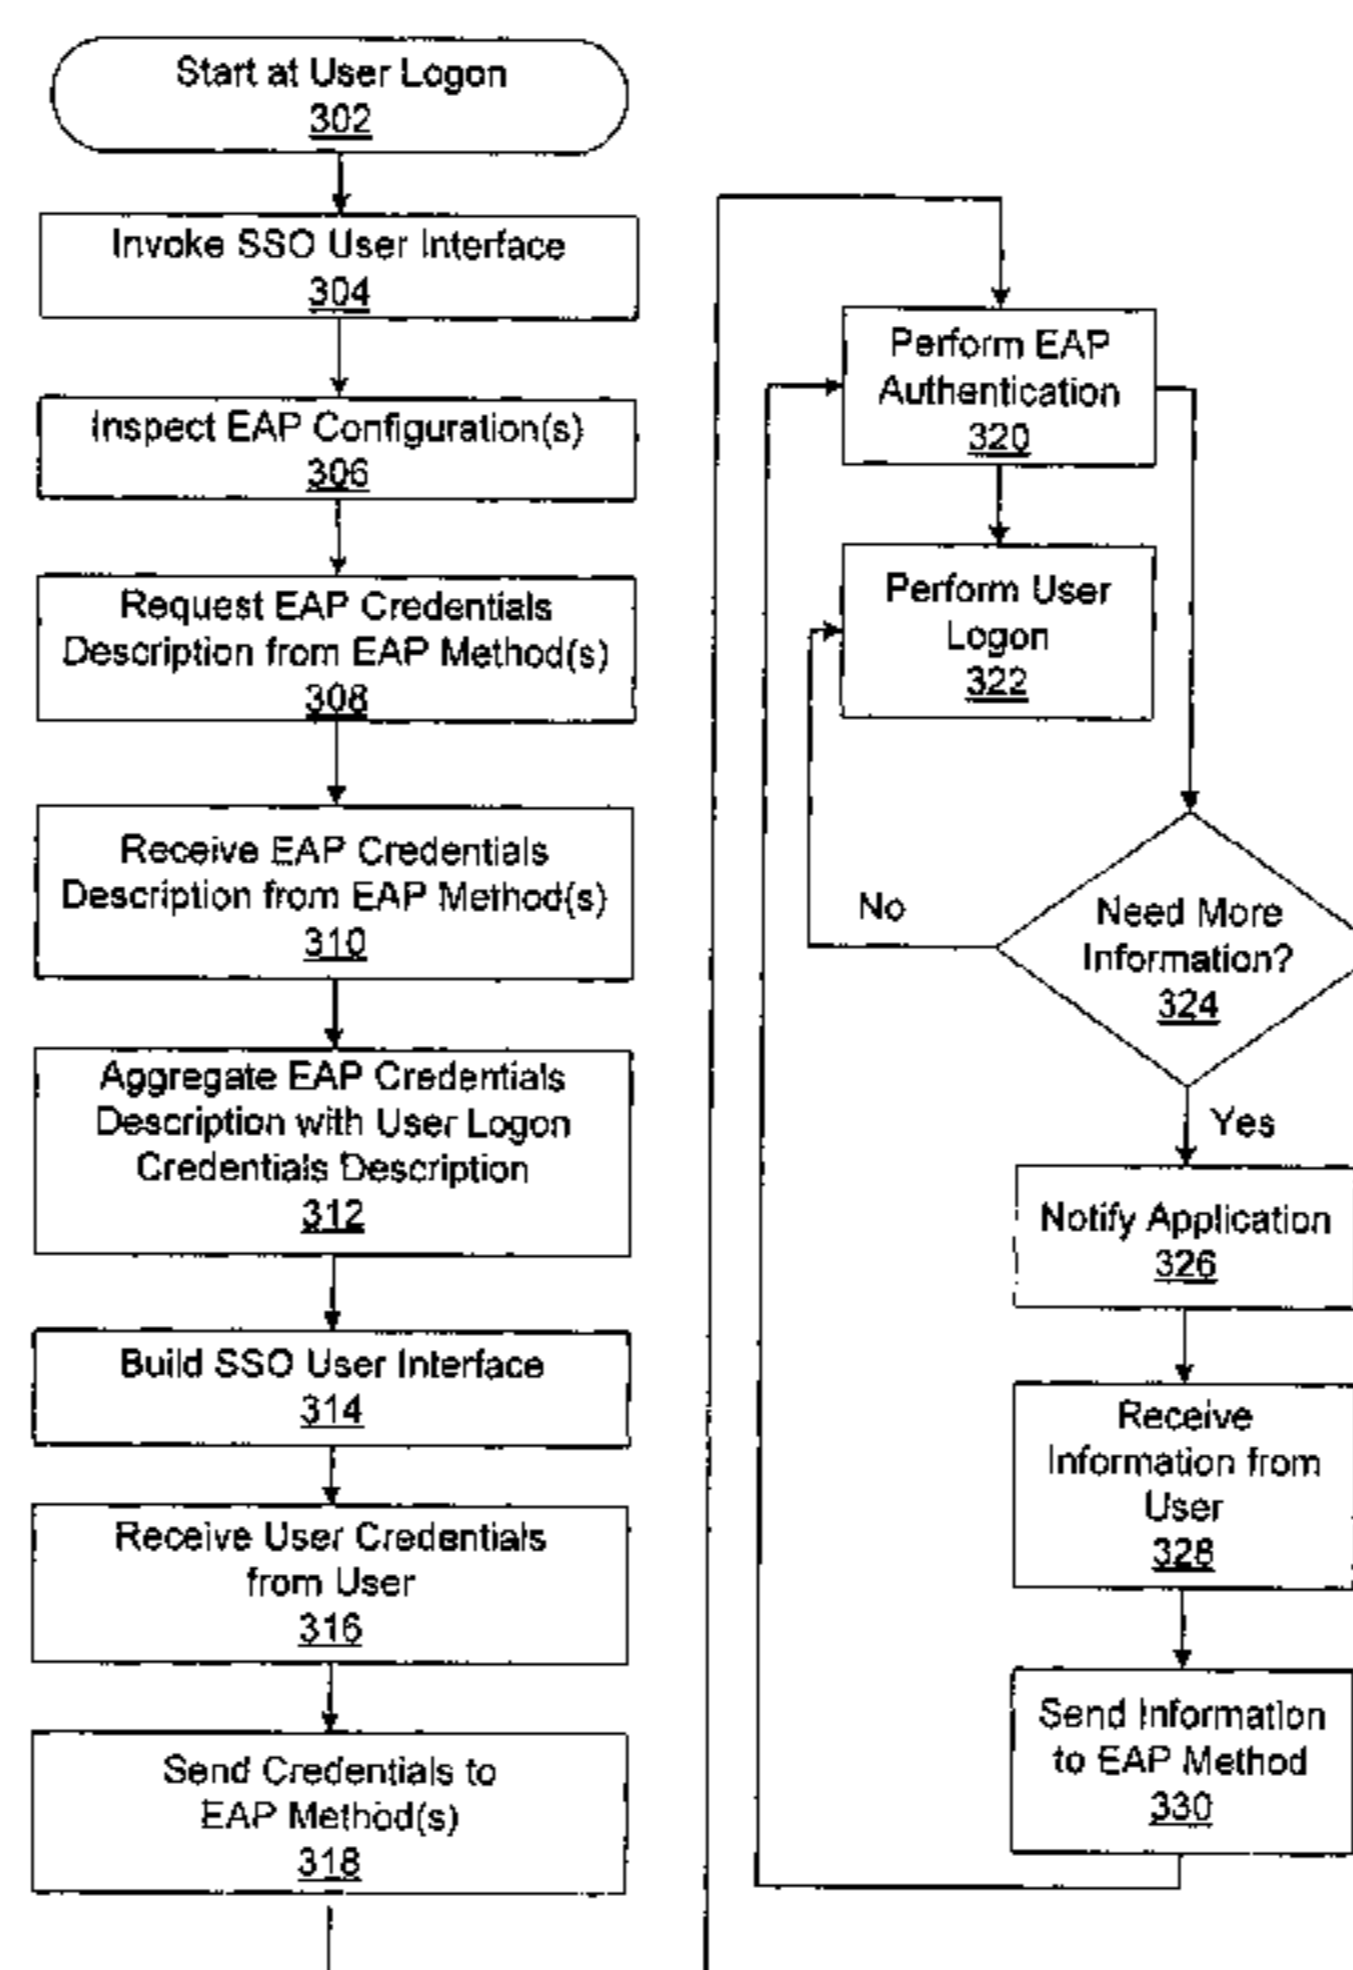 Start at User Logon
302
Invoke SSO User Interface
304
Inspect EAP Configuration(s)
306
Request EAP Credentials
Description from EAP Method(s)
308
Receive EAP Credentials
Description from EAP Method(s)
310
Aggregate EAP Credentials
Description with User Logon
Credentials Description
312
Build SSO User Interface
314
Receive User Credentials
from User
316
Send Credentials to
EAP Method(s)
318
Perform EAP
Authentication
320
Perform User
Logon
322
No
Need More
Information?
324
Yes
Notify Application
326
Receive
Information from
User
328
Send Information
to EAP Method
330